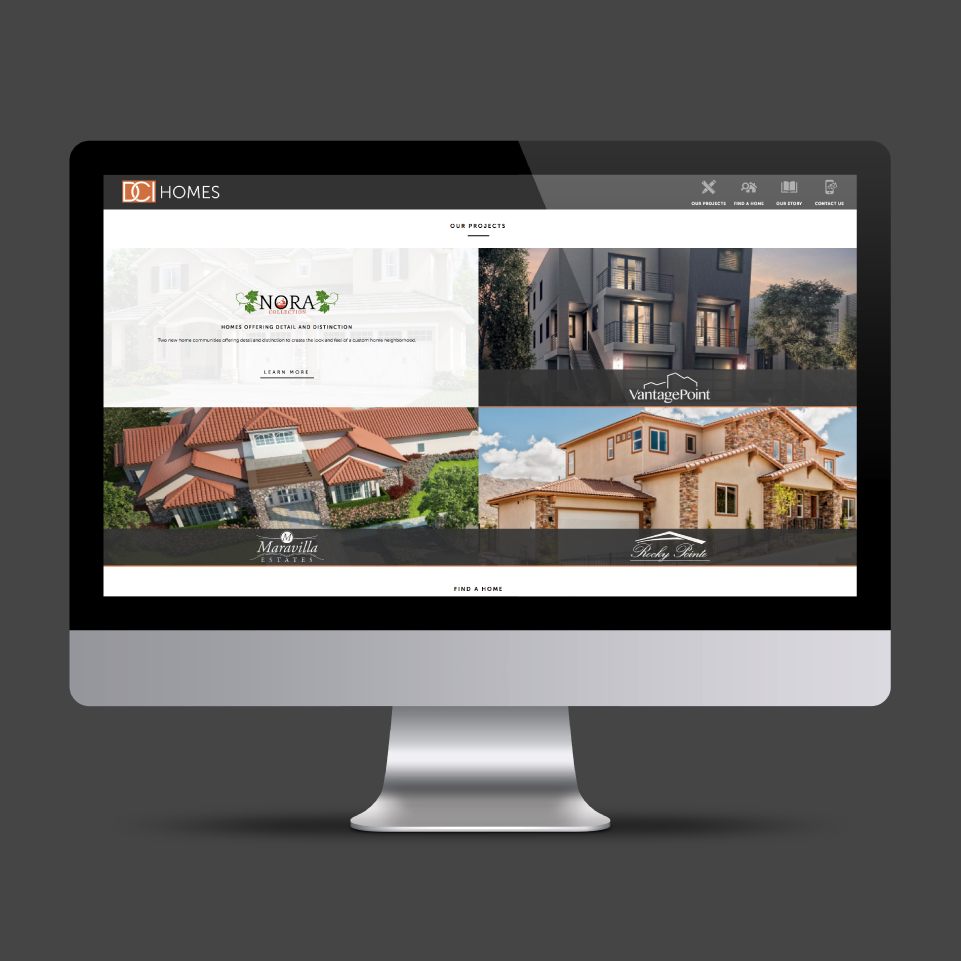 DCI HOMES
OUR PROJECTS FIND A HOME OUR STORY CONTACT US
OUR PROJECTS
NORA
COLLECTION
HOMES OFFERING DETAIL AND DISTINCTION
Two new home communities offering detail and distinction to create the look and feel of a custom home neighborhood.
LEARN MORE
VantagePoint
M
Maravilla
ESTATES
Rocky Pointe
FIND A HOME